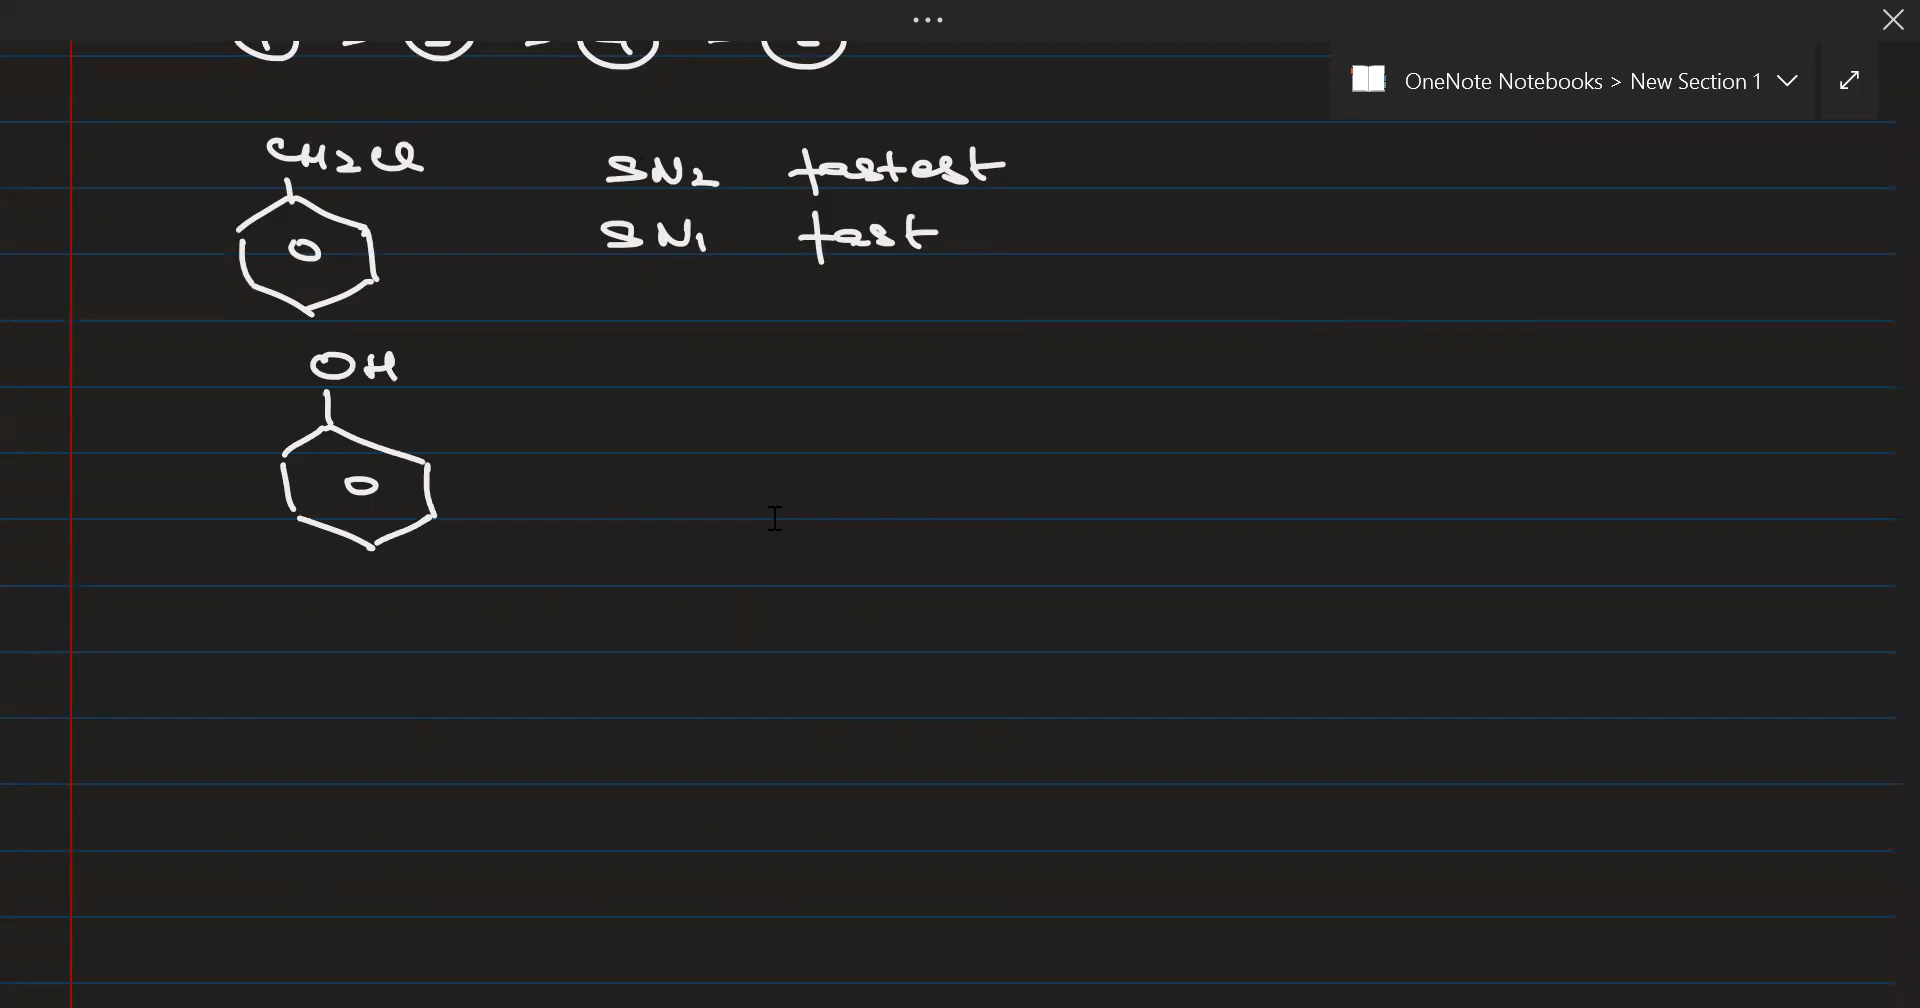 ...
OneNote Notebooks > New Section 1
CH2Cl
SN2 fastest
SN1 fast
OH